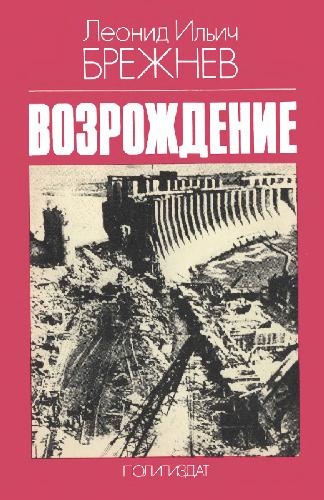 Леонид Ильич
БРЕЖНЕВ
ВОЗРОЖДЕНИЕ
ПОЛИТИЗДАТ